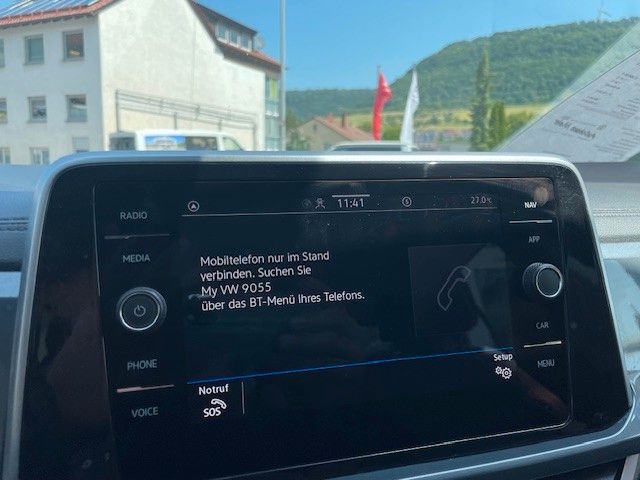 RADIO
MEDIA
PHONE
VOICE
11:41
27.0°C
NAV
APP
CAR
MENU
Mobiltelefon nur im Stand
verbinden. Suchen Sie
My VW 9055
über das BT-Menü Ihres Telefons.
Notruf
SOS
Setup